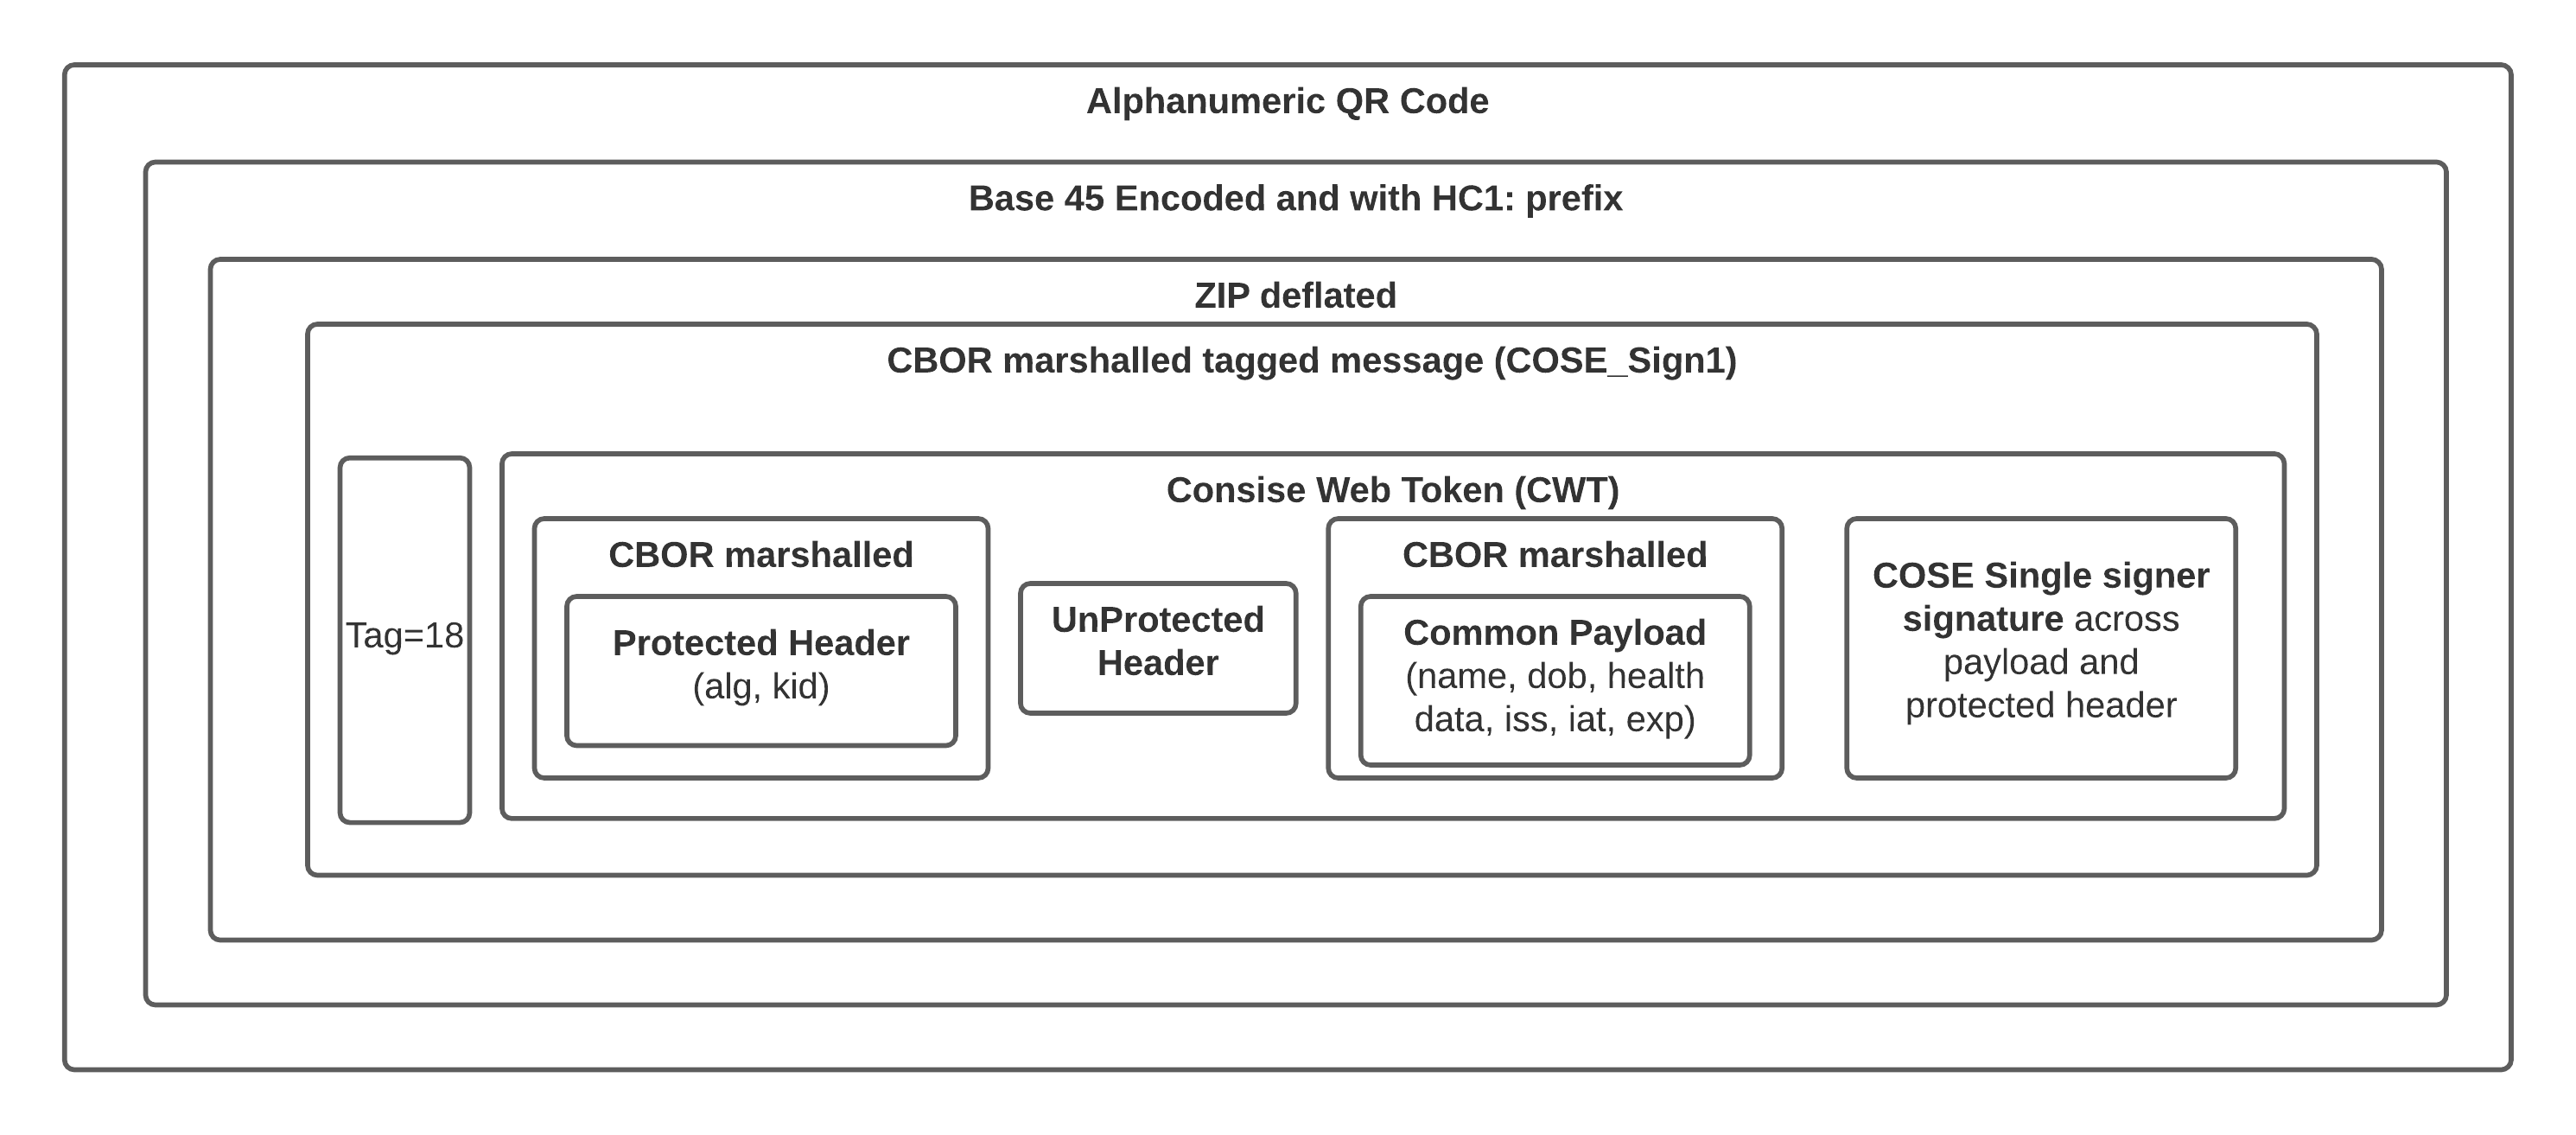 Alphanumeric QR Code
Base 45 Encoded and with HC1: prefix
ZIP deflated
CBOR marshalled tagged message (COSE_Sign1)
Tag=18
Consise Web Token (CWT)
CBOR marshalled
Protected Header
(alg, kid)
UnProtected
Header
CBOR marshalled
Common Payload
(name, dob, health
data, iss, iat, exp)
COSE Single signer
signature across
payload and
protected header